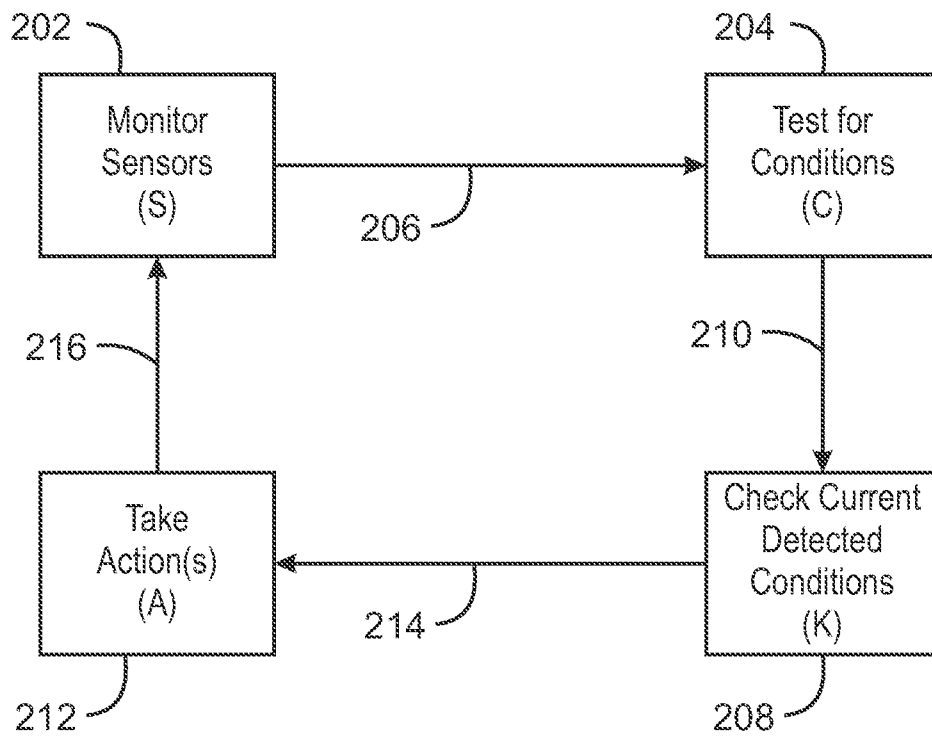 202
204
Monitor
Sensors
(S)
Test for
Conditions
(C)
206
216
210
Take
Action(s)
(A)
Check Current
Detected
Conditions
(K)
214
212
208